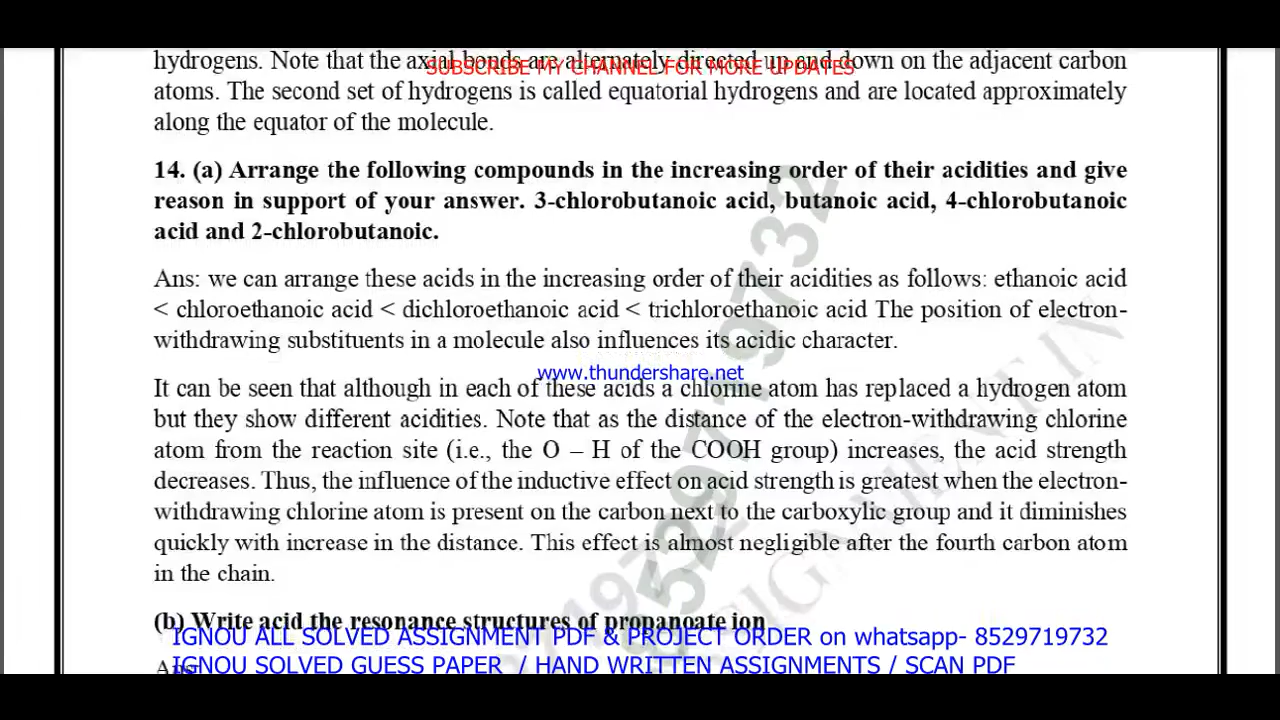 hydrogens. Note that the axial bonds are alternately directed up and down on the adjacent carbon
SUBSCRIBE MY CHANNEL FOR MORE UPDATES
atoms. The second set of hydrogens is called equatorial hydrogens and are located approximately
along the equator of the molecule.
14. (a) Arrange the following compounds in the increasing order of their acidities and give
reason in support of your answer. 3-chlorobutanoic acid, butanoic acid, 4-chlorobutanoic
acid and 2-chlorobutanoic.
Ans: we can arrange these acids in the increasing order of their acidities as follows: ethanoic acid
< chloroethanoic acid < dichloroethanoic acid < trichloroethanoic acid The position of electron-
withdrawing substituents in a molecule also influences its acidic character.
www.thundershare.net
It can be seen that although in each of these acids a chlorine atom has replaced a hydrogen atom
but they show different acidities. Note that as the distance of the electron-withdrawing chlorine
atom from the reaction site (i.e., the O – H of the COOH group) increases, the acid strength
decreases. Thus, the influence of the inductive effect on acid strength is greatest when the electron-
withdrawing chlorine atom is present on the carbon next to the carboxylic group and it diminishes
quickly with increase in the distance. This effect is almost negligible after the fourth carbon atom
in the chain.
(b) Write acid the resonance structures of propanoate ion
IGNOU ALL SOLVED ASSIGNMENT PDF & PROJECT ORDER on whatsapp- 8529719732
Ans
IGNOU SOLVED GUESS PAPER / HAND WRITTEN ASSIGNMENTS / SCAN PDF
8529719732